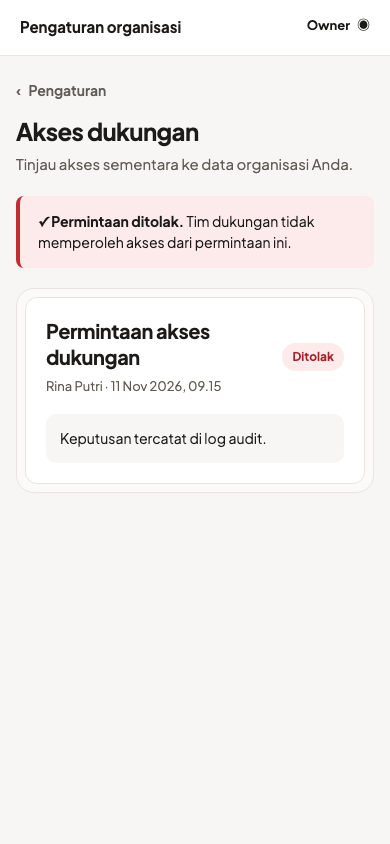 Pengaturan organisasi
Owner ◉
‹ Pengaturan
Akses dukungan
Tinjau akses sementara ke data organisasi Anda.
✓Permintaan ditolak. Tim dukungan tidak
memperoleh akses dari permintaan ini.
Permintaan akses
dukungan
Ditolak
Rina Putri · 11 Nov 2026, 09.15
Keputusan tercatat di log audit.